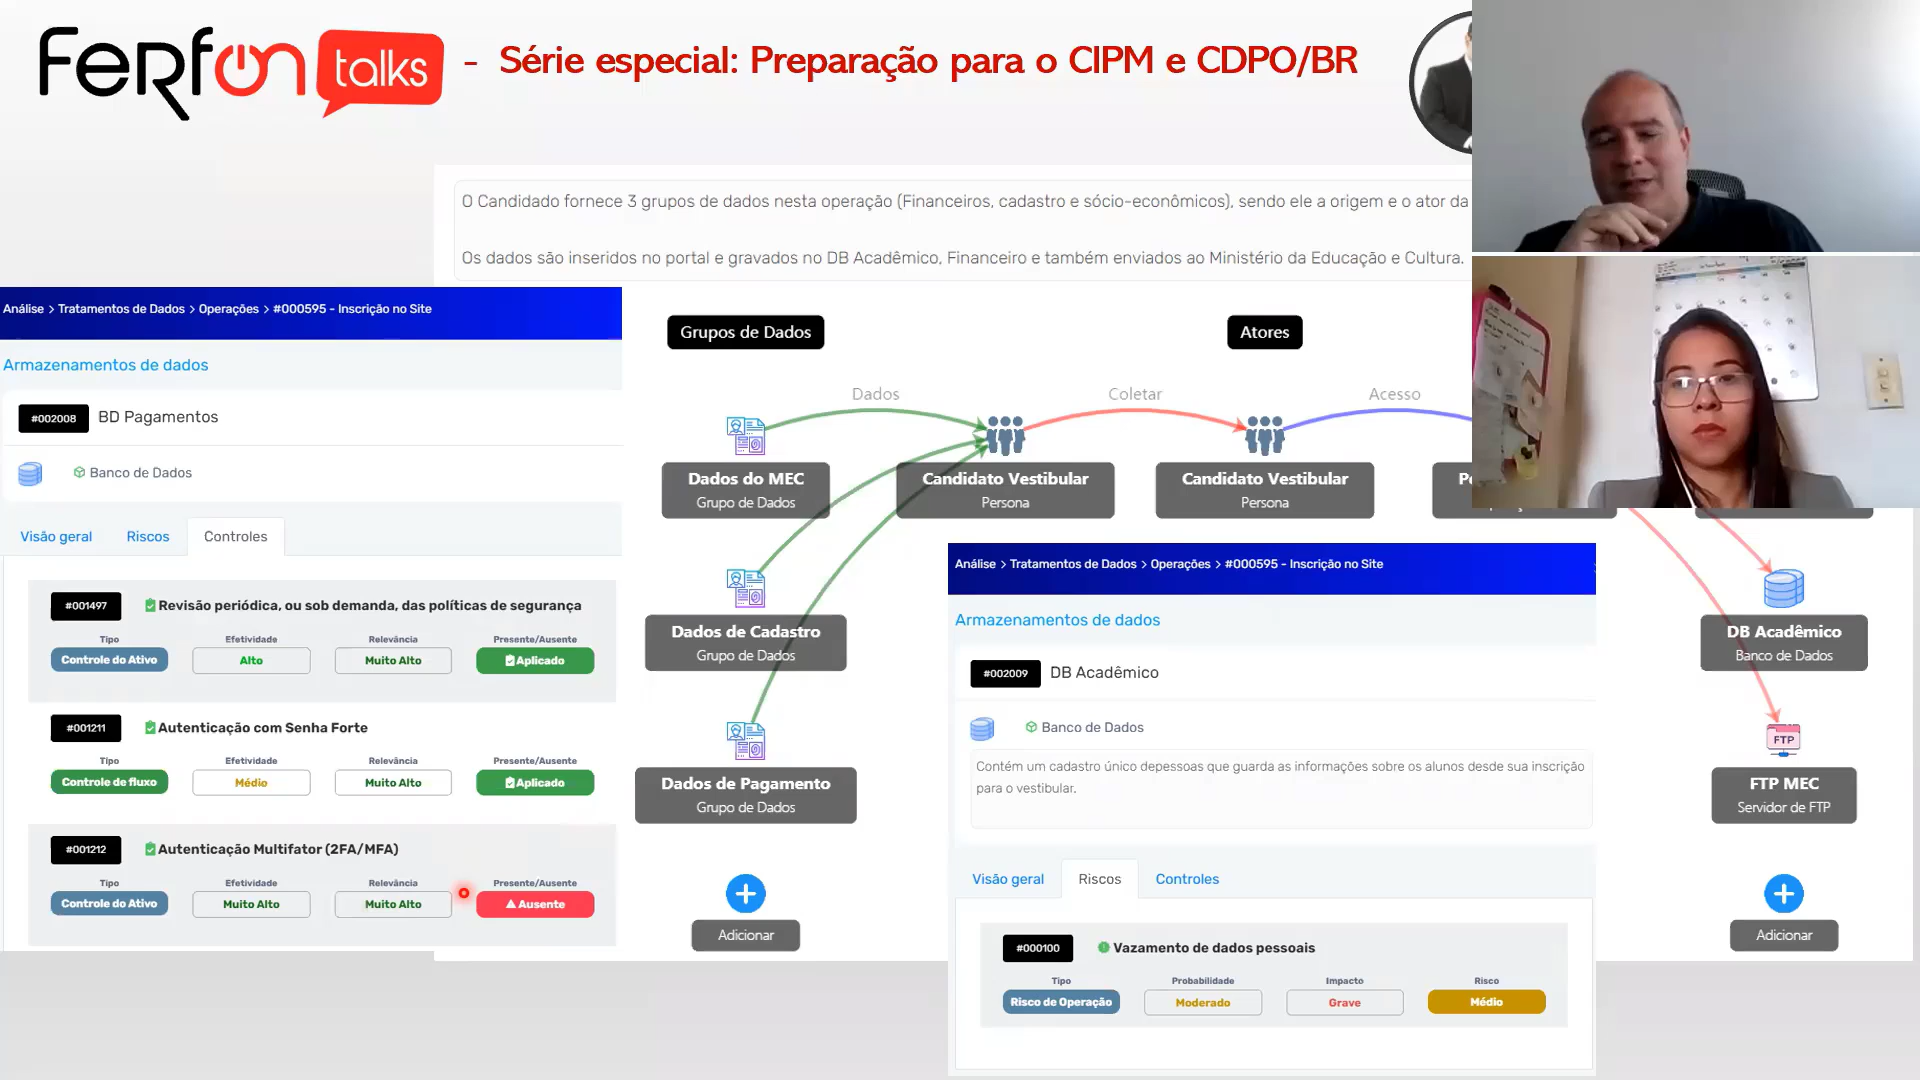 Ferfon talks - Série especial: Preparação para o CIPM e CDPO/BR
O Candidado fornece 3 grupos de dados nesta operação (Financeiros, cadastro e sócio-econômicos), sendo ele a origem e o ator da
Os dados são inseridos no portal e gravados no DB Acadêmico, Financeiro e também enviados ao Ministério da Educação e Cultura.
Análise > Tratamentos de Dados > Operações > #000595 - Inscrição no Site
Armazenamentos de dados
#002008 BD Pagamentos
Banco de Dados
Visão geral Riscos Controles
#001497 Revisão periódica, ou sob demanda, das políticas de segurança
Tipo Efetividade Relevância Presente/Ausente
Controle do Ativo Alto Muito Alto Aplicado
#001211 Autenticação com Senha Forte
Tipo Efetividade Relevância Presente/Ausente
Controle de fluxo Médio Muito Alto Aplicado
#001212 Autenticação Multifator (2FA/MFA)
Tipo Efetividade Relevância Presente/Ausente
Controle do Ativo Muito Alto Muito Alto Ausente
Grupos de Dados Atores
Dados Coletar Acesso
Dados do MEC
Grupo de Dados
Candidato Vestibular
Persona
Candidato Vestibular
Persona
Dados de Cadastro
Grupo de Dados
Dados de Pagamento
Grupo de Dados
Adicionar
DB Acadêmico
Banco de Dados
FTP
FTP MEC
Servidor de FTP
Adicionar
Análise > Tratamentos de Dados > Operações > #000595 - Inscrição no Site
Armazenamentos de dados
#002009 DB Acadêmico
Banco de Dados
Contém um cadastro único depessoas que guarda as informações sobre os alunos desde sua inscrição
para o vestibular.
Visão geral Riscos Controles
#000100 Vazamento de dados pessoais
Tipo Probabilidade Impacto Risco
Risco de Operação Moderado Grave Médio